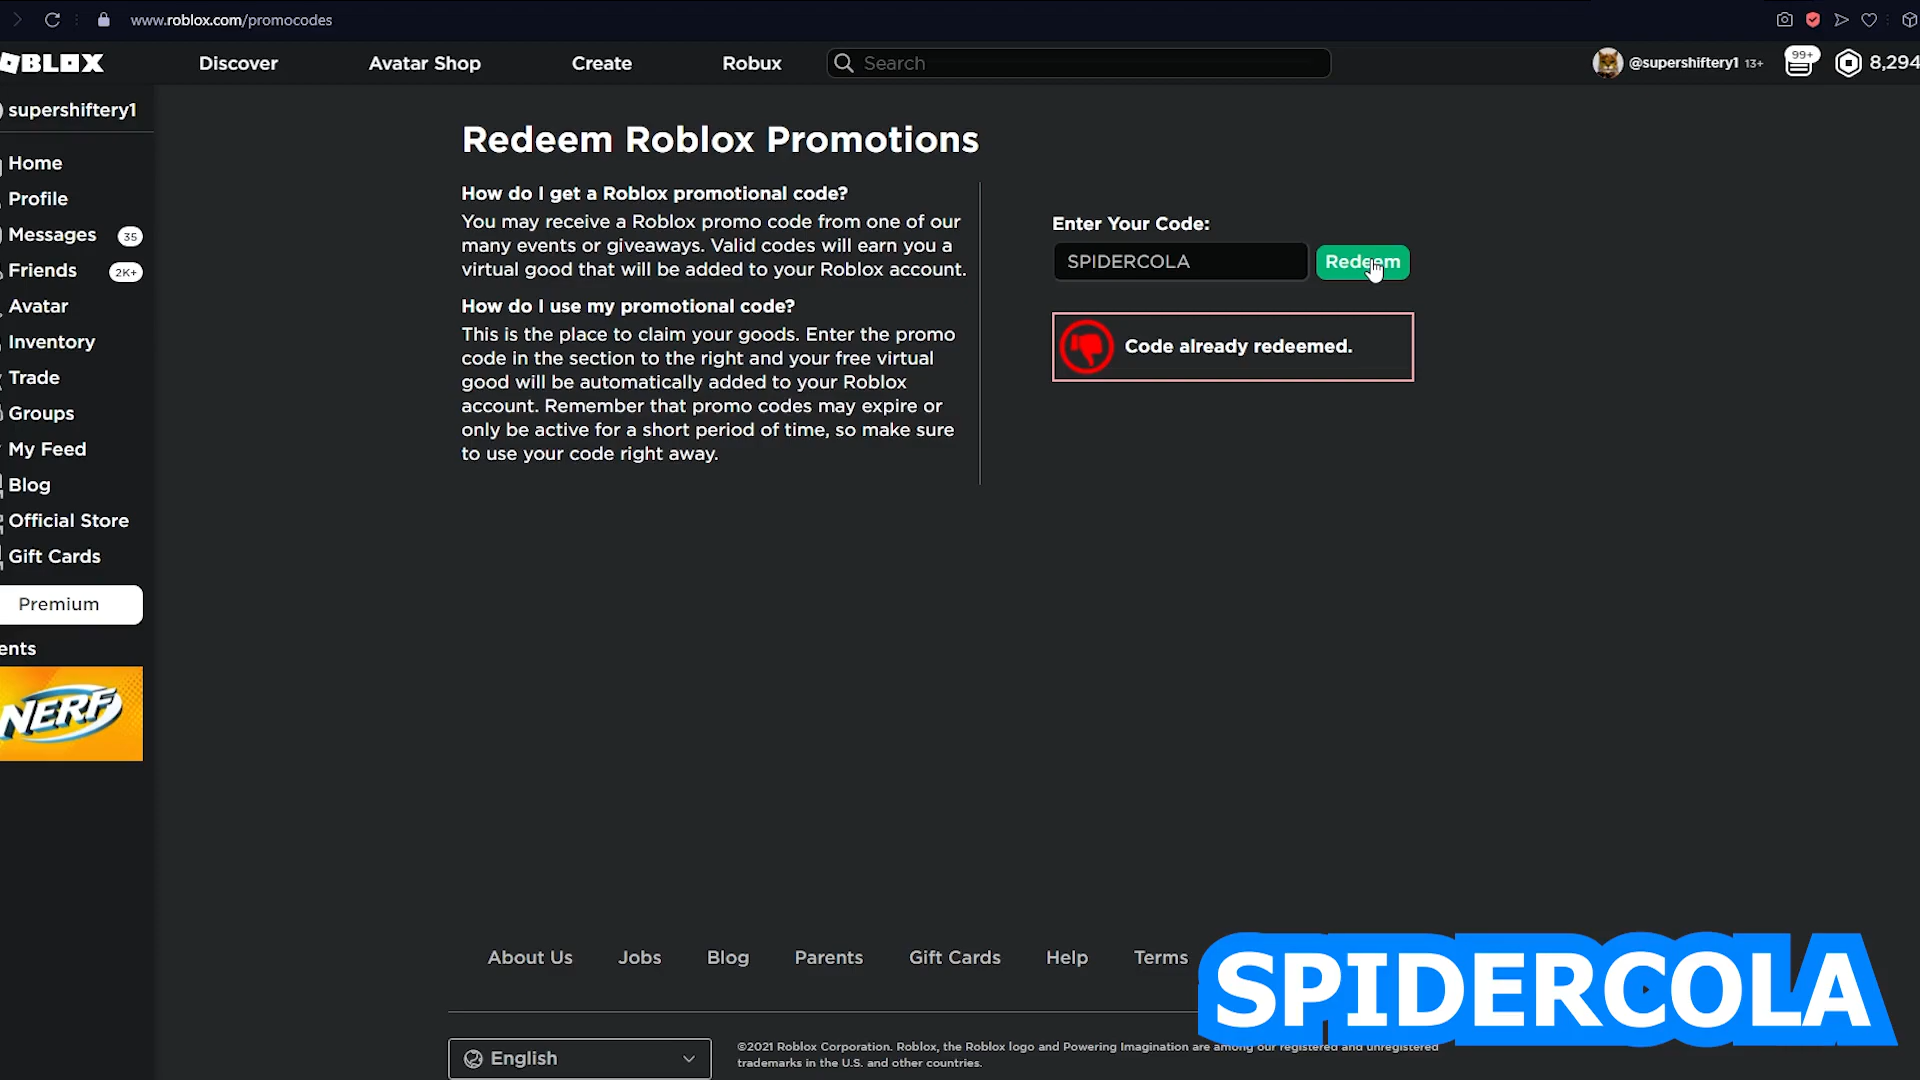 www.roblox.com/promocodes
ROBLOX
Discover
Avatar Shop
Create
Robux
Search
@supershiftery1 13+
99+
8,294
supershiftery1
Home
Profile
Messages 35
Friends 2K+
Avatar
Inventory
Trade
Groups
My Feed
Blog
Official Store
Gift Cards
Premium
ents
NERF
Redeem Roblox Promotions
How do I get a Roblox promotional code?
You may receive a Roblox promo code from one of our
many events or giveaways. Valid codes will earn you a
virtual good that will be added to your Roblox account.
How do I use my promotional code?
This is the place to claim your goods. Enter the promo
code in the section to the right and your free virtual
good will be automatically added to your Roblox
account. Remember that promo codes may expire or
only be active for a short period of time, so make sure
to use your code right away.
Enter Your Code:
SPIDERCOLA
Redeem
Code already redeemed.
About Us
Jobs
Blog
Parents
Gift Cards
Help
Terms
SPIDERCOLA
English
©2021 Roblox Corporation. Roblox, the Roblox logo and Powering Imagination are among our registered and unregistered
trademarks in the U.S. and other countries.